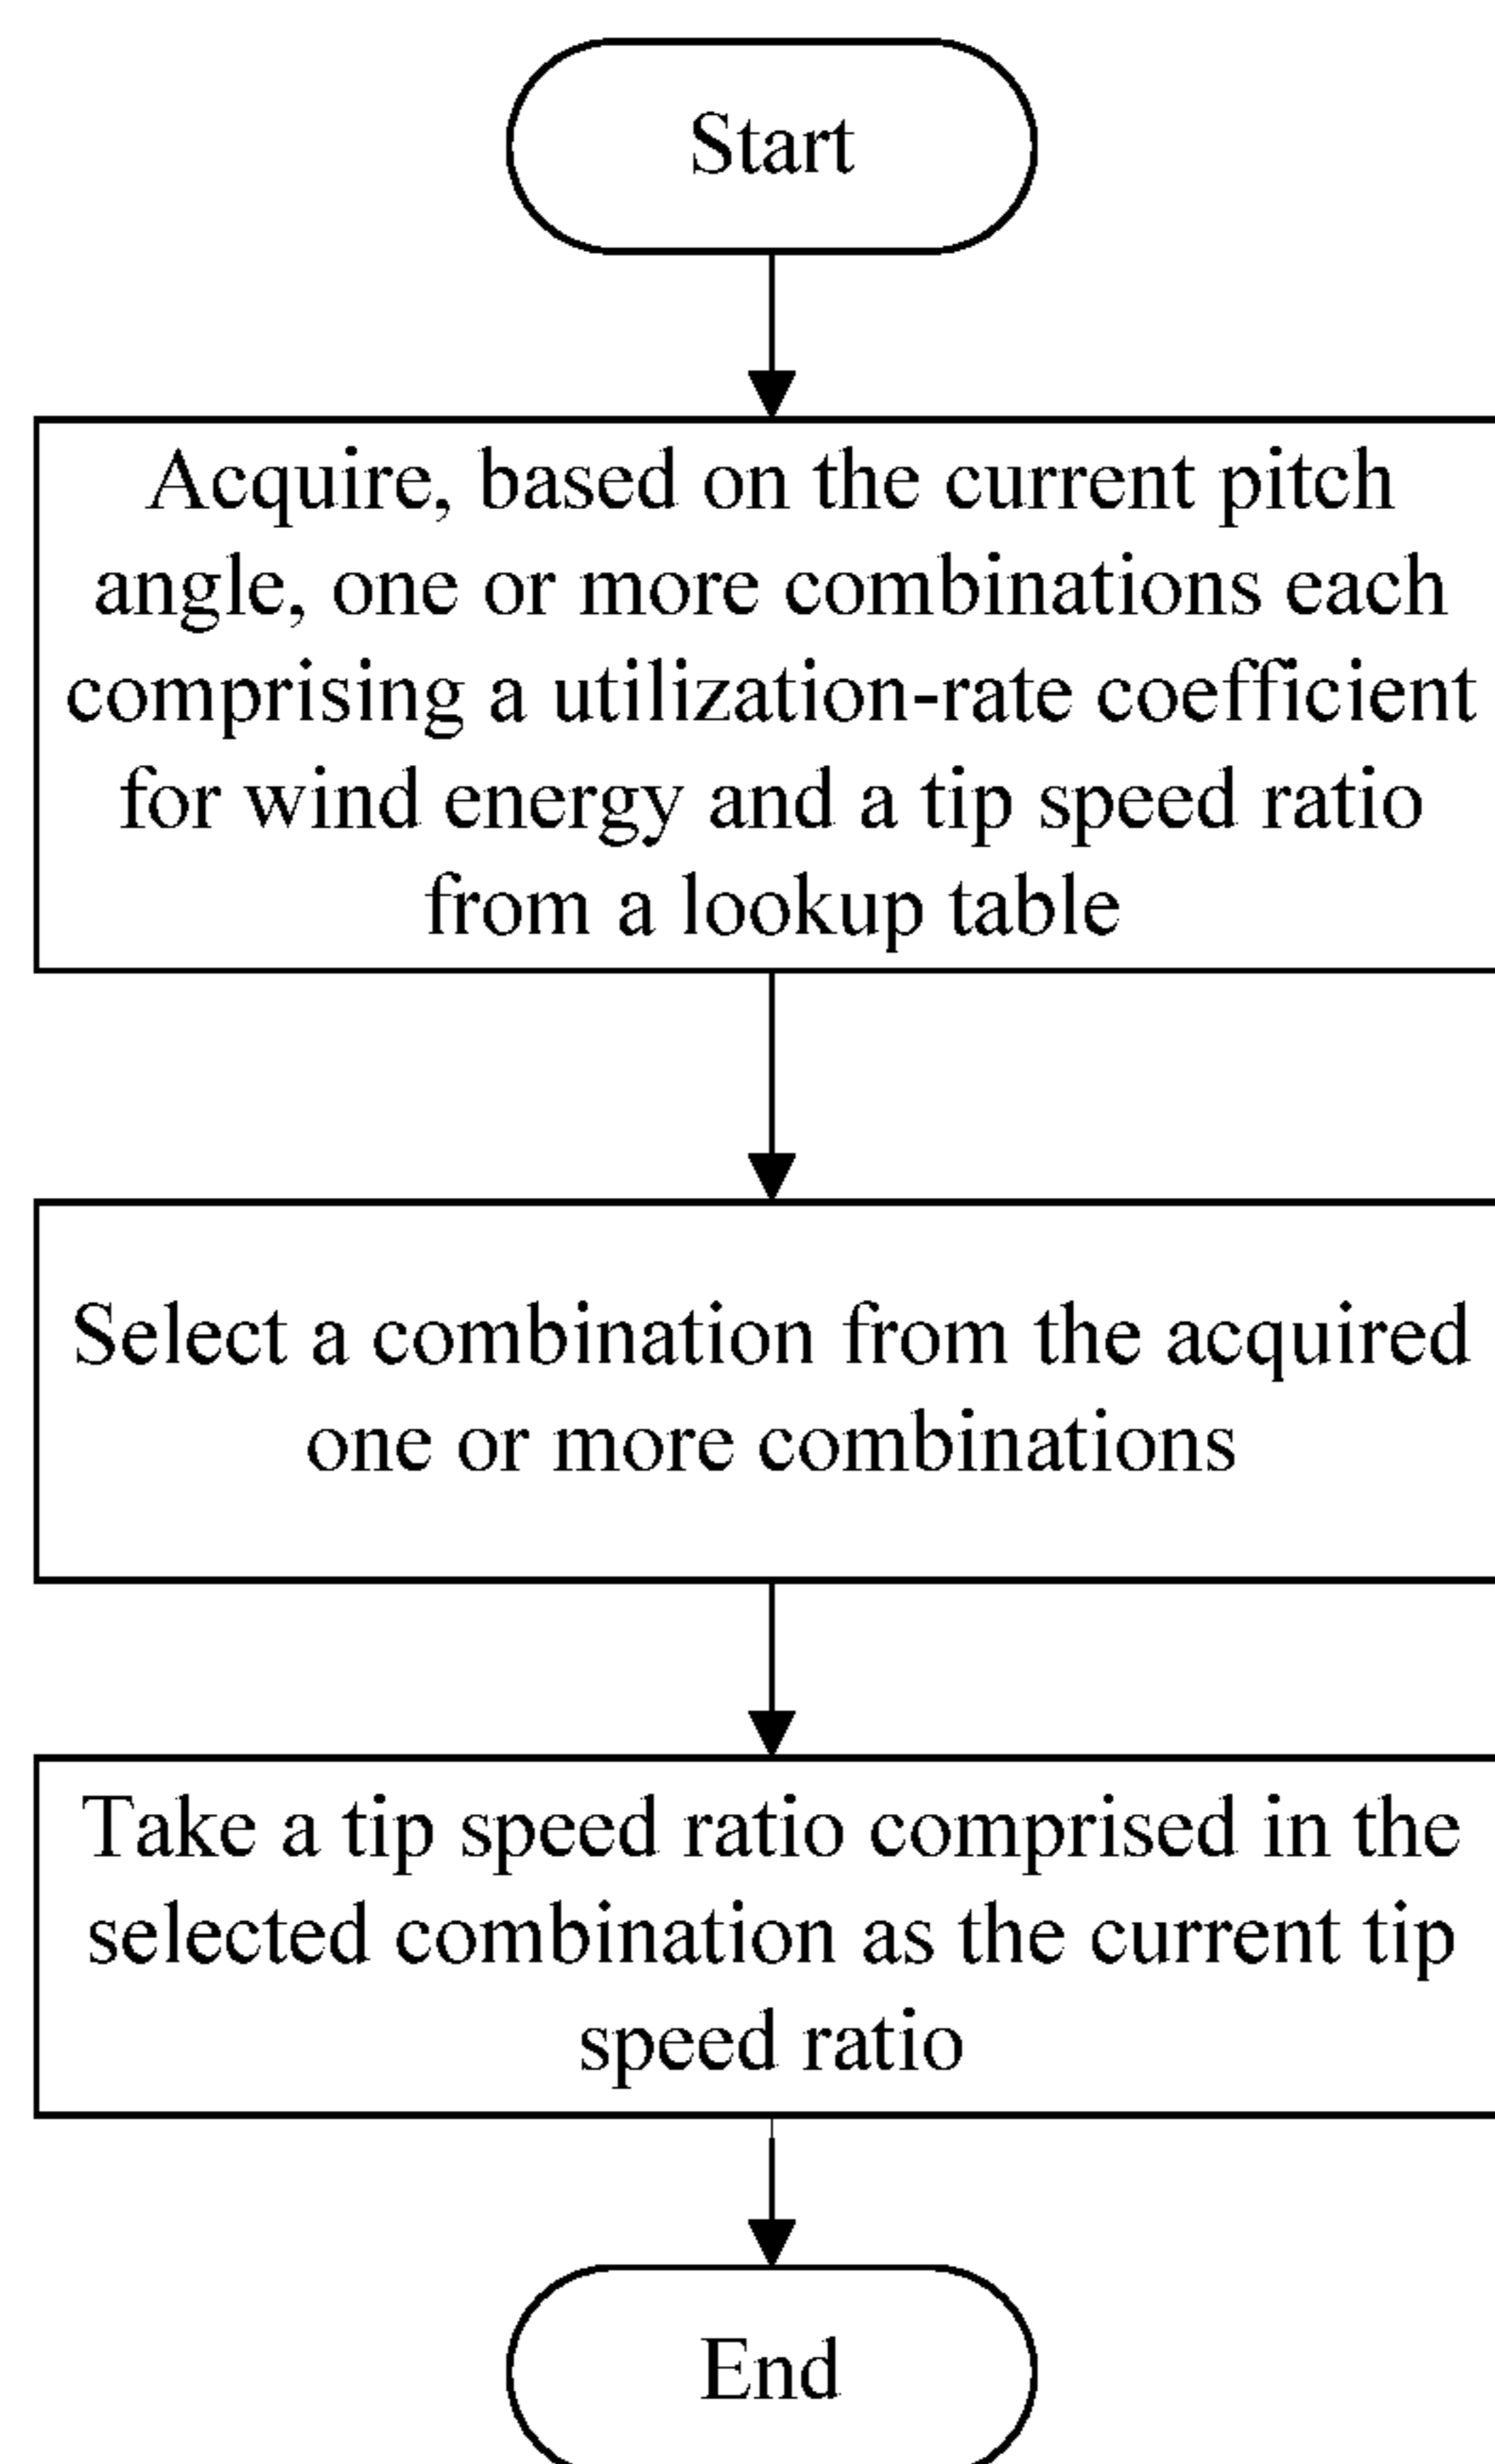 Start
Acquire, based on the current pitch
angle, one or more combinations each
comprising a utilization-rate coefficient
for wind energy and a tip speed ratio
from a lookup table
Select a combination from the acquired
one or more combinations
Take a tip speed ratio comprised in the
selected combination as the current tip
speed ratio
End